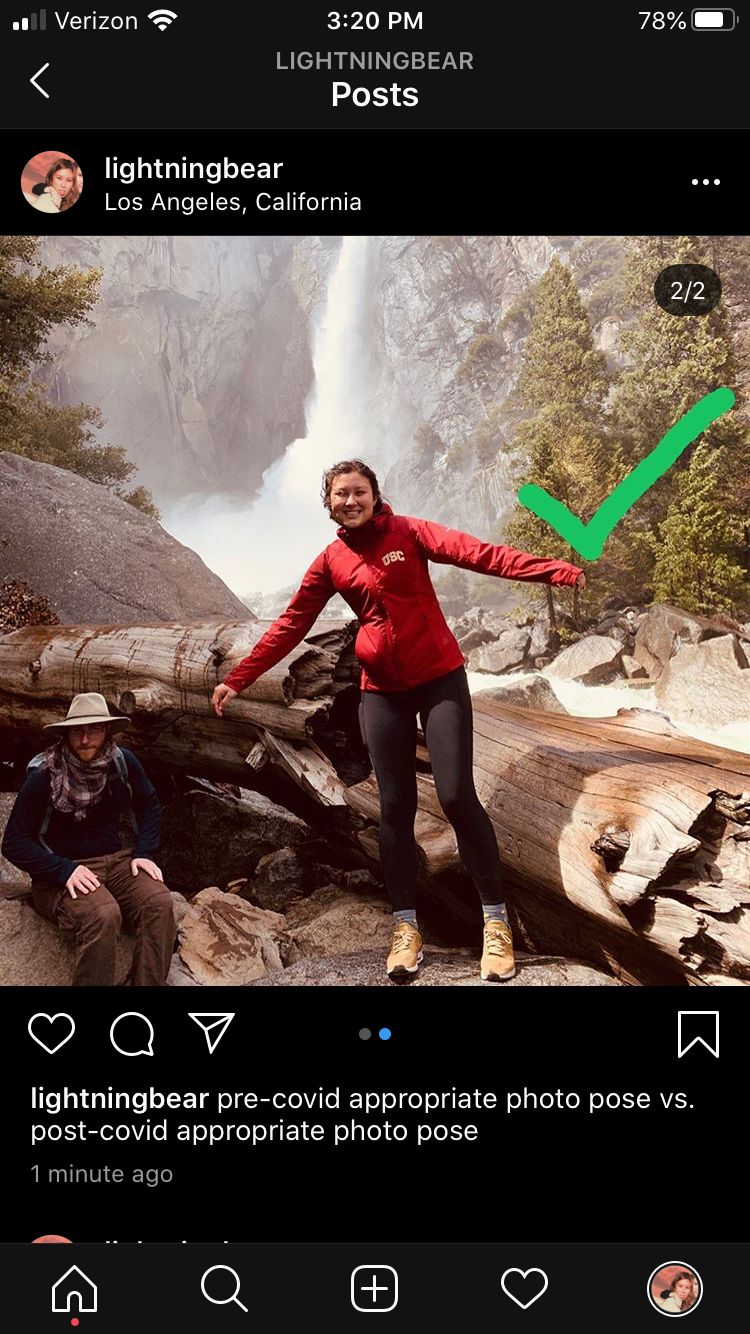 Verizon 3:20 PM 78%
LIGHTNINGBEAR
Posts
lightningbear
Los Angeles, California
2/2
USC
lightningbear pre-covid appropriate photo pose vs.
post-covid appropriate photo pose
1 minute ago